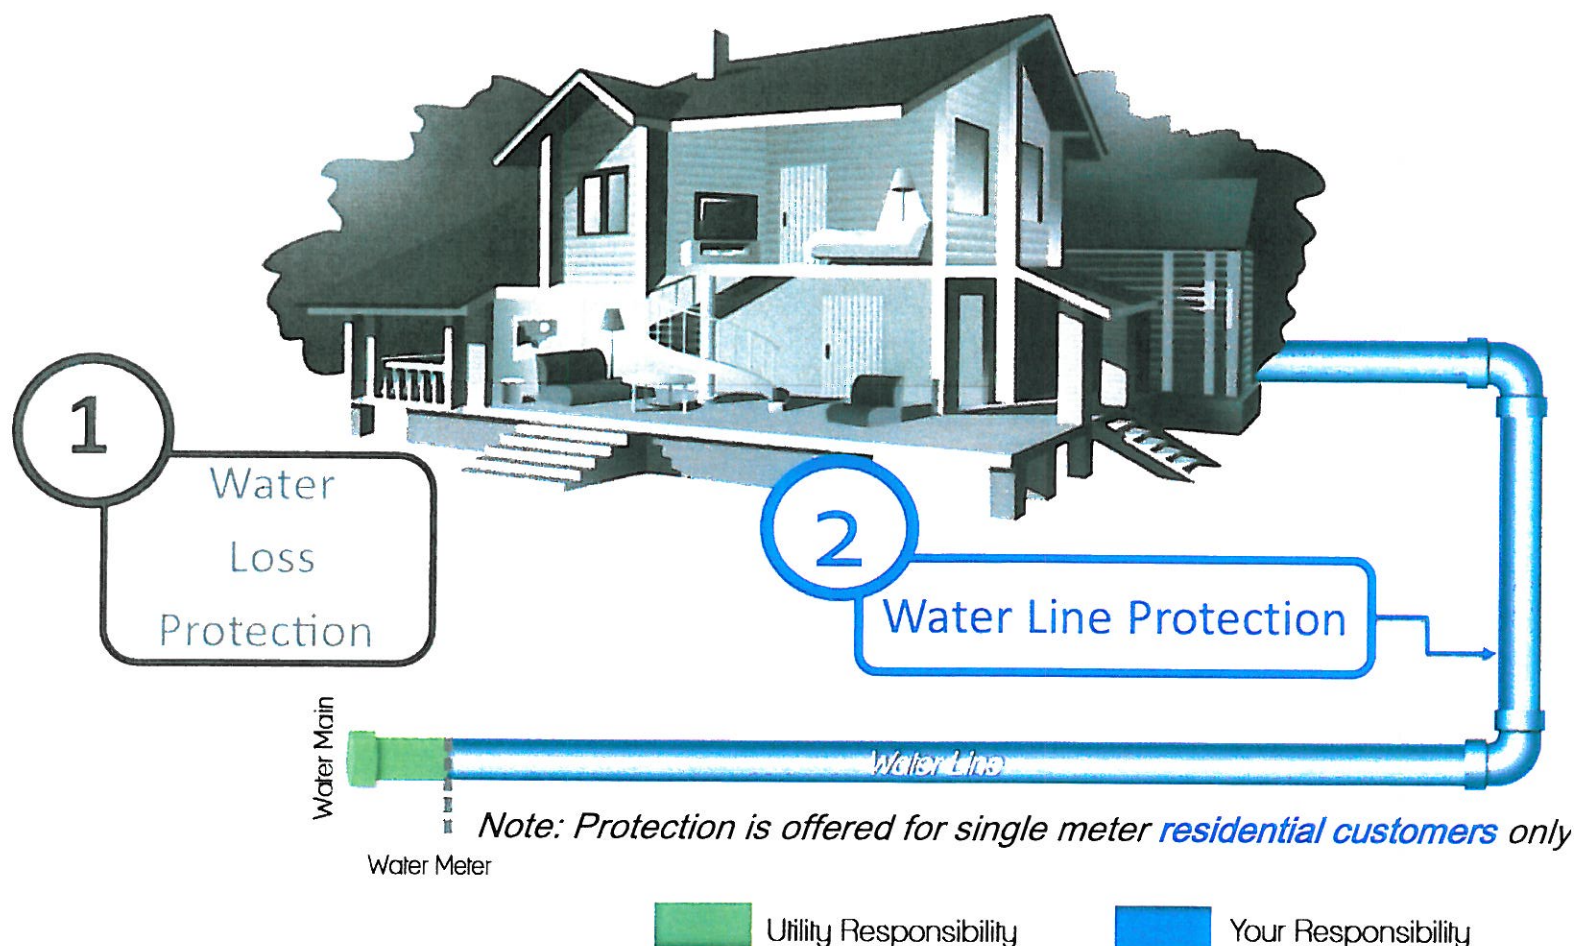 1
Water
Loss
Protection
2
Water Line Protection
Water Main
Water Line
Note: Protection is offered for single meter residential customers only
Water Meter
Utility Responsibility
Your Responsibility